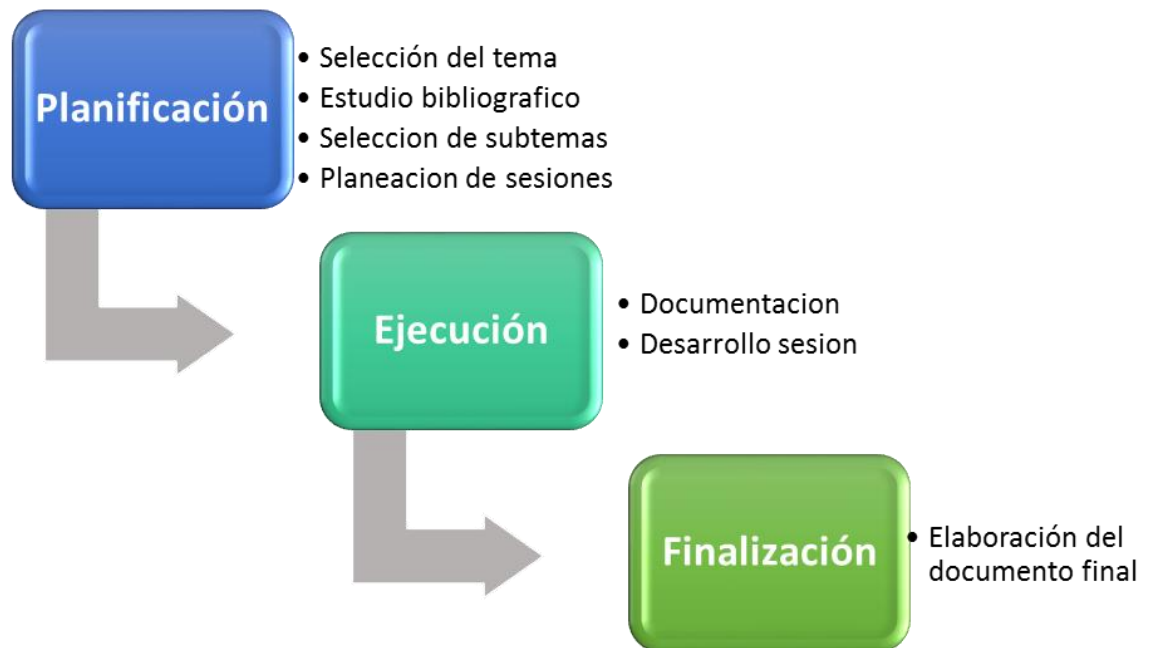 Planificación
• Selección del tema
• Estudio bibliografico
• Seleccion de subtemas
• Planeacion de sesiones
Ejecución
• Documentacion
• Desarrollo sesion
Finalización
• Elaboración del
documento final